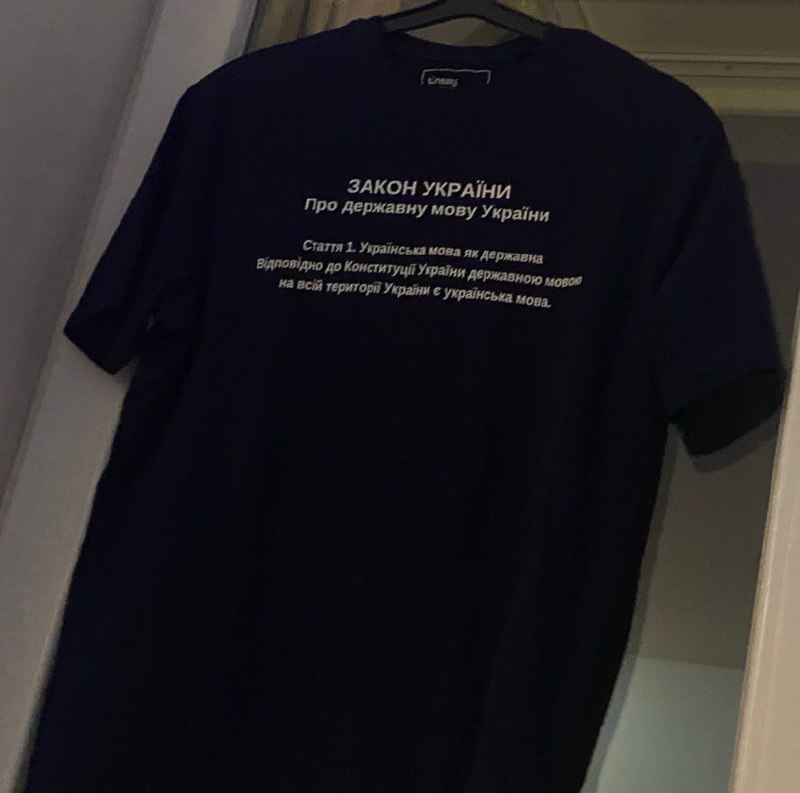 ЗАКОН УКРАЇНИ
Про державну мову України
Стаття 1. Українська мова як державна
Відповідно до Конституції України державною мовою
на всій території України є українська мова.